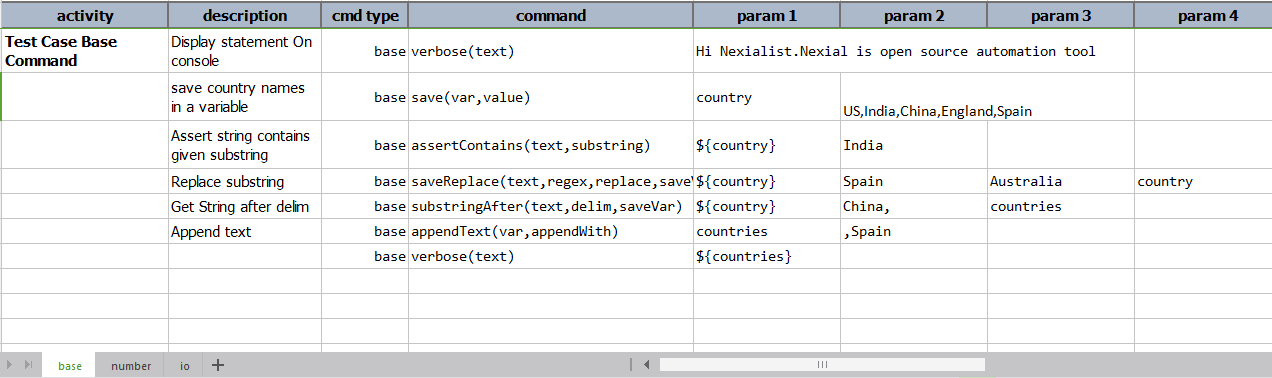 activity description cmd type command param 1 param 2 param 3 param 4
Test Case Base
Command
Display statement On
console
base verbose(text) Hi Nexialist.Nexial is open source automation tool
save country names
in a variable
base save(var,value) country
US,India,China,England,Spain
Assert string contains
given substring
base assertContains(text,substring) ${country} India
Replace substring base saveReplace(text,regex,replace,save ${country} Spain Australia country
Get String after delim base substringAfter(text,delim,saveVar) ${country} China, countries
Append text base appendText(var,appendWith) countries ,Spain
base verbose(text) ${countries}
base number io +